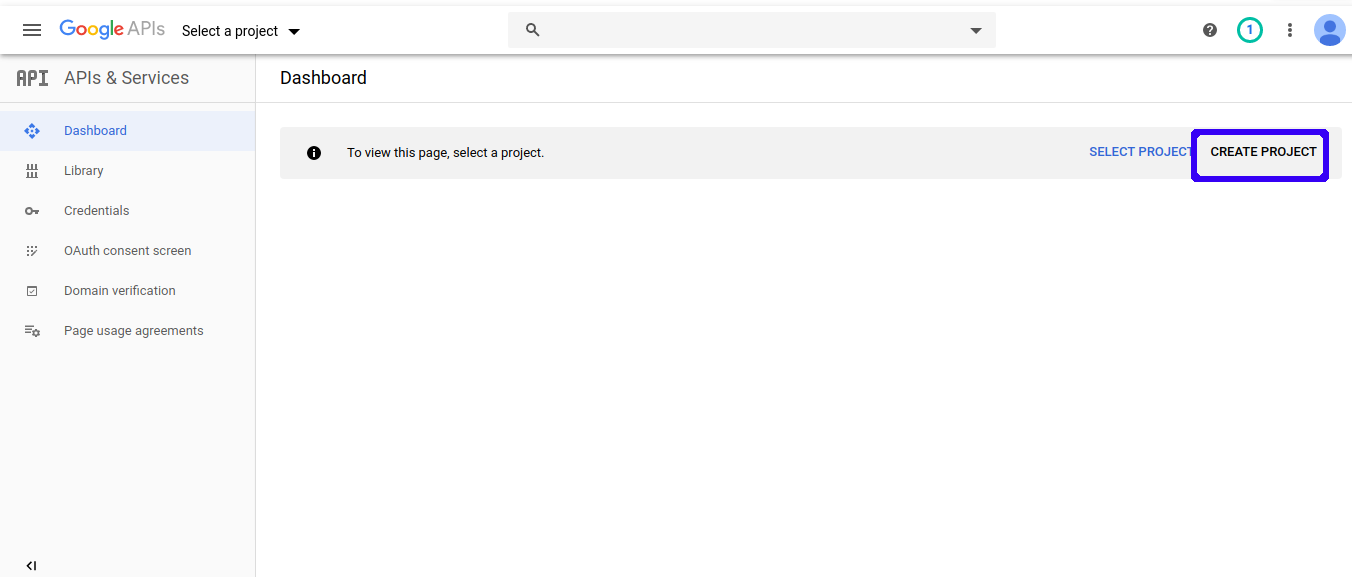 Google APIs Select a project 1
API APIs & Services
Dashboard
Dashboard
Library
Credentials
OAuth consent screen
Domain verification
Page usage agreements
To view this page, select a project. SELECT PROJECT CREATE PROJECT